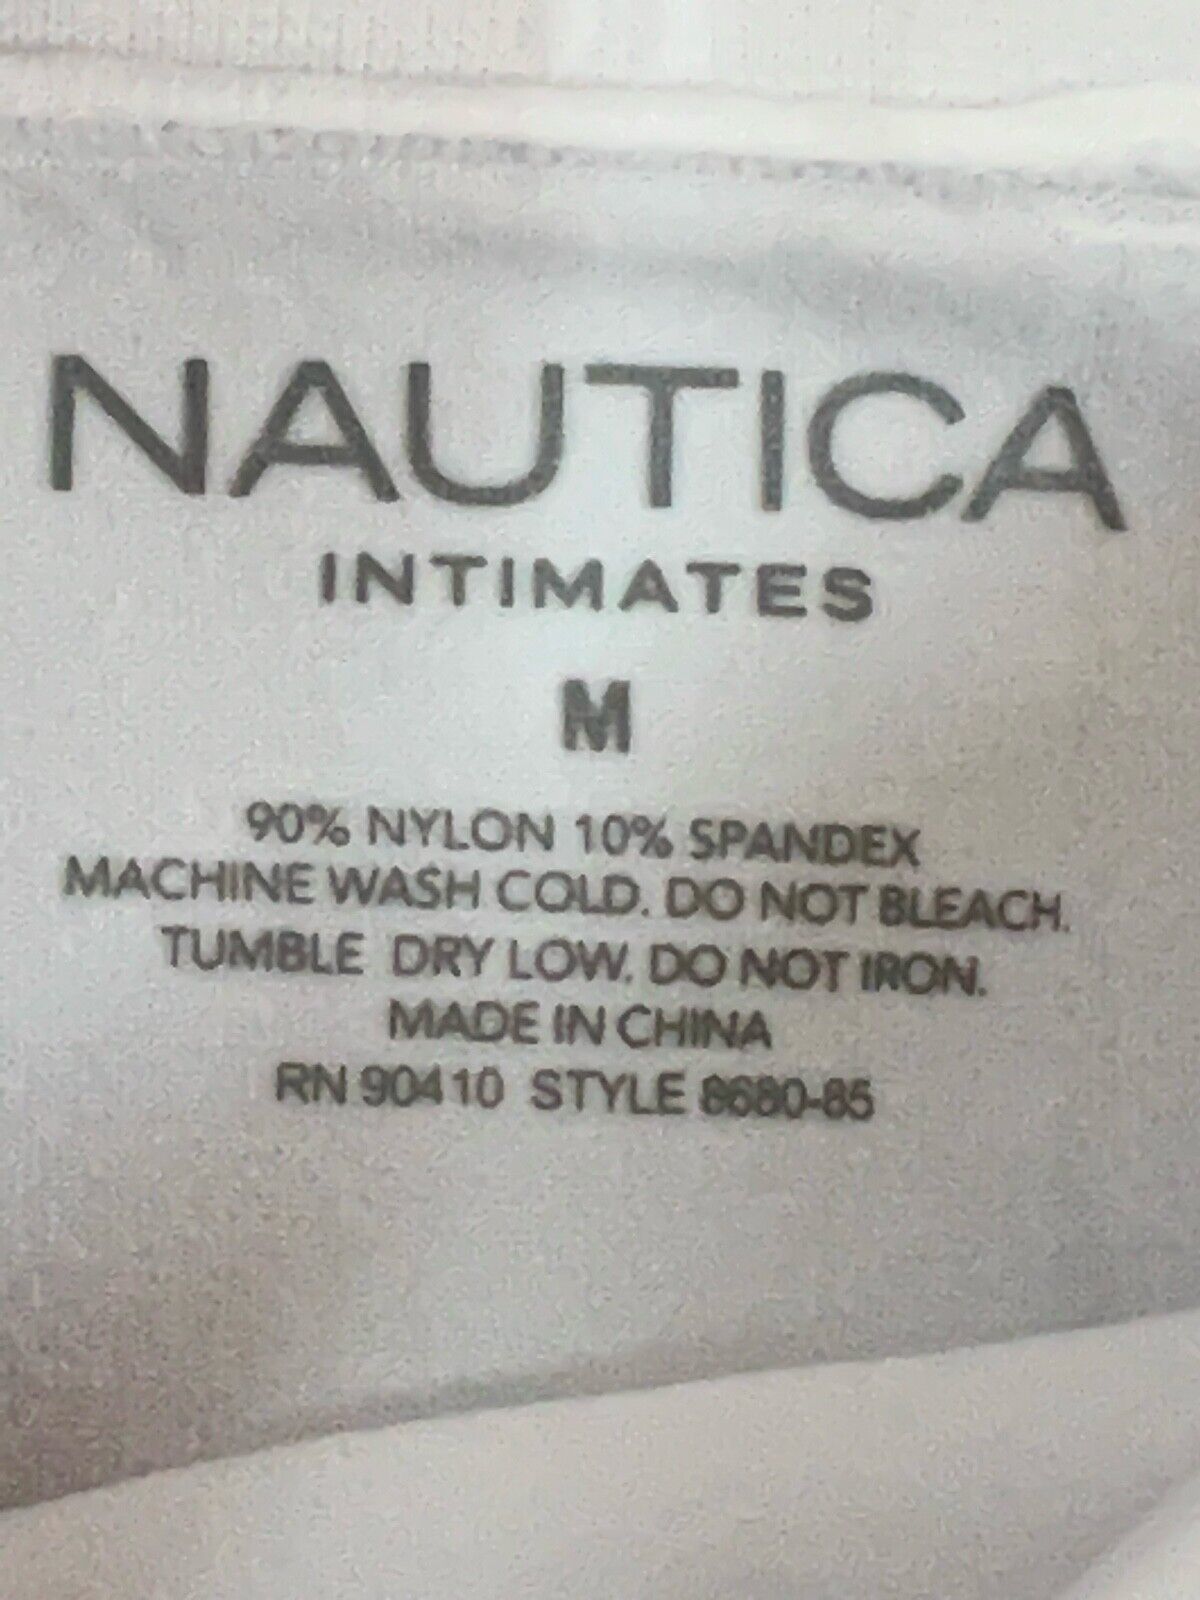 NAUTICA
INTIMATES
M
90% NYLON 10% SPANDEX
MACHINE WASH COLD. DO NOT BLEACH.
TUMBLE DRY LOW. DO NOT IRON.
MADE IN CHINA
RN 90410 STYLE 8680-85